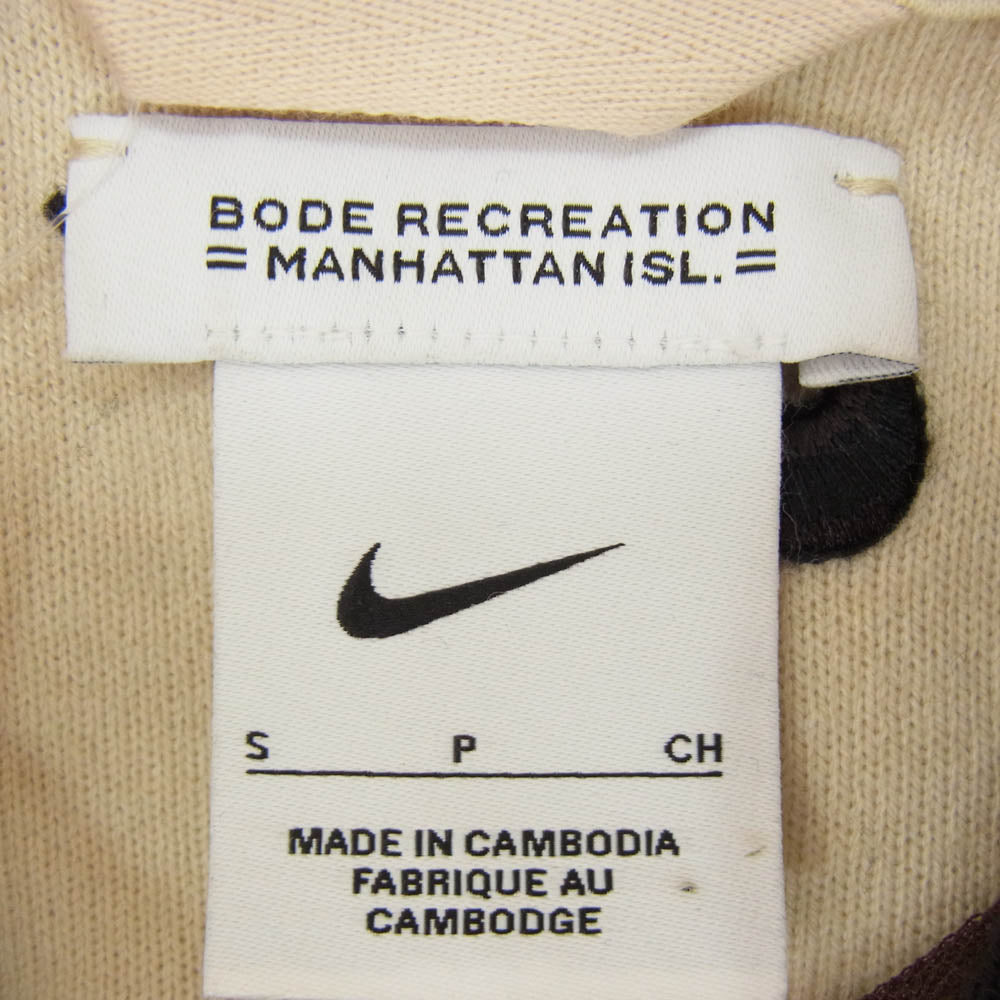 BODE RECREATION
= MANHATTAN ISL. =
S P CH
MADE IN CAMBODIA
FABRIQUE AU
CAMBODGE